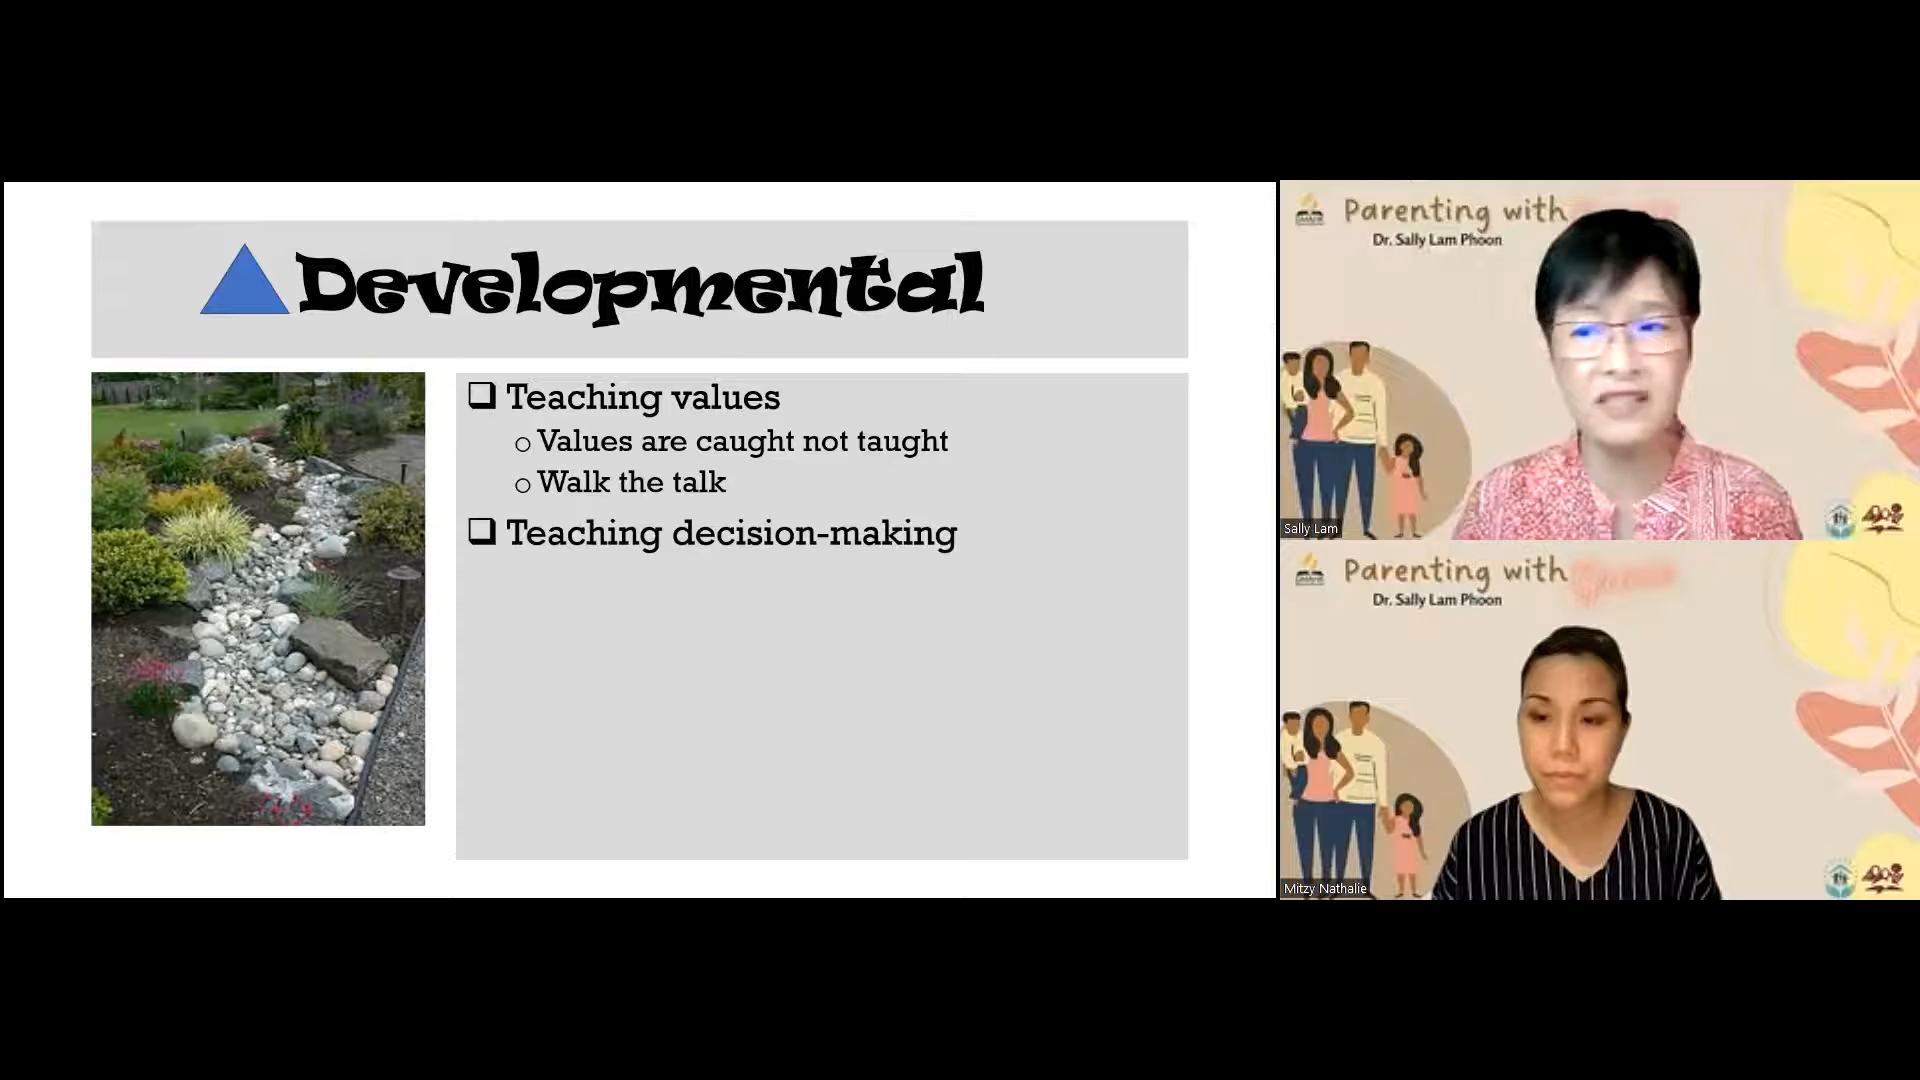 Developmental
Teaching values
Values are caught not taught
Walk the talk
Teaching decision-making
Parenting with
Dr. Sally Lam Phoon
Sally Lam
Parenting with
Dr. Sally Lam Phoon
Mitzy Nathalie